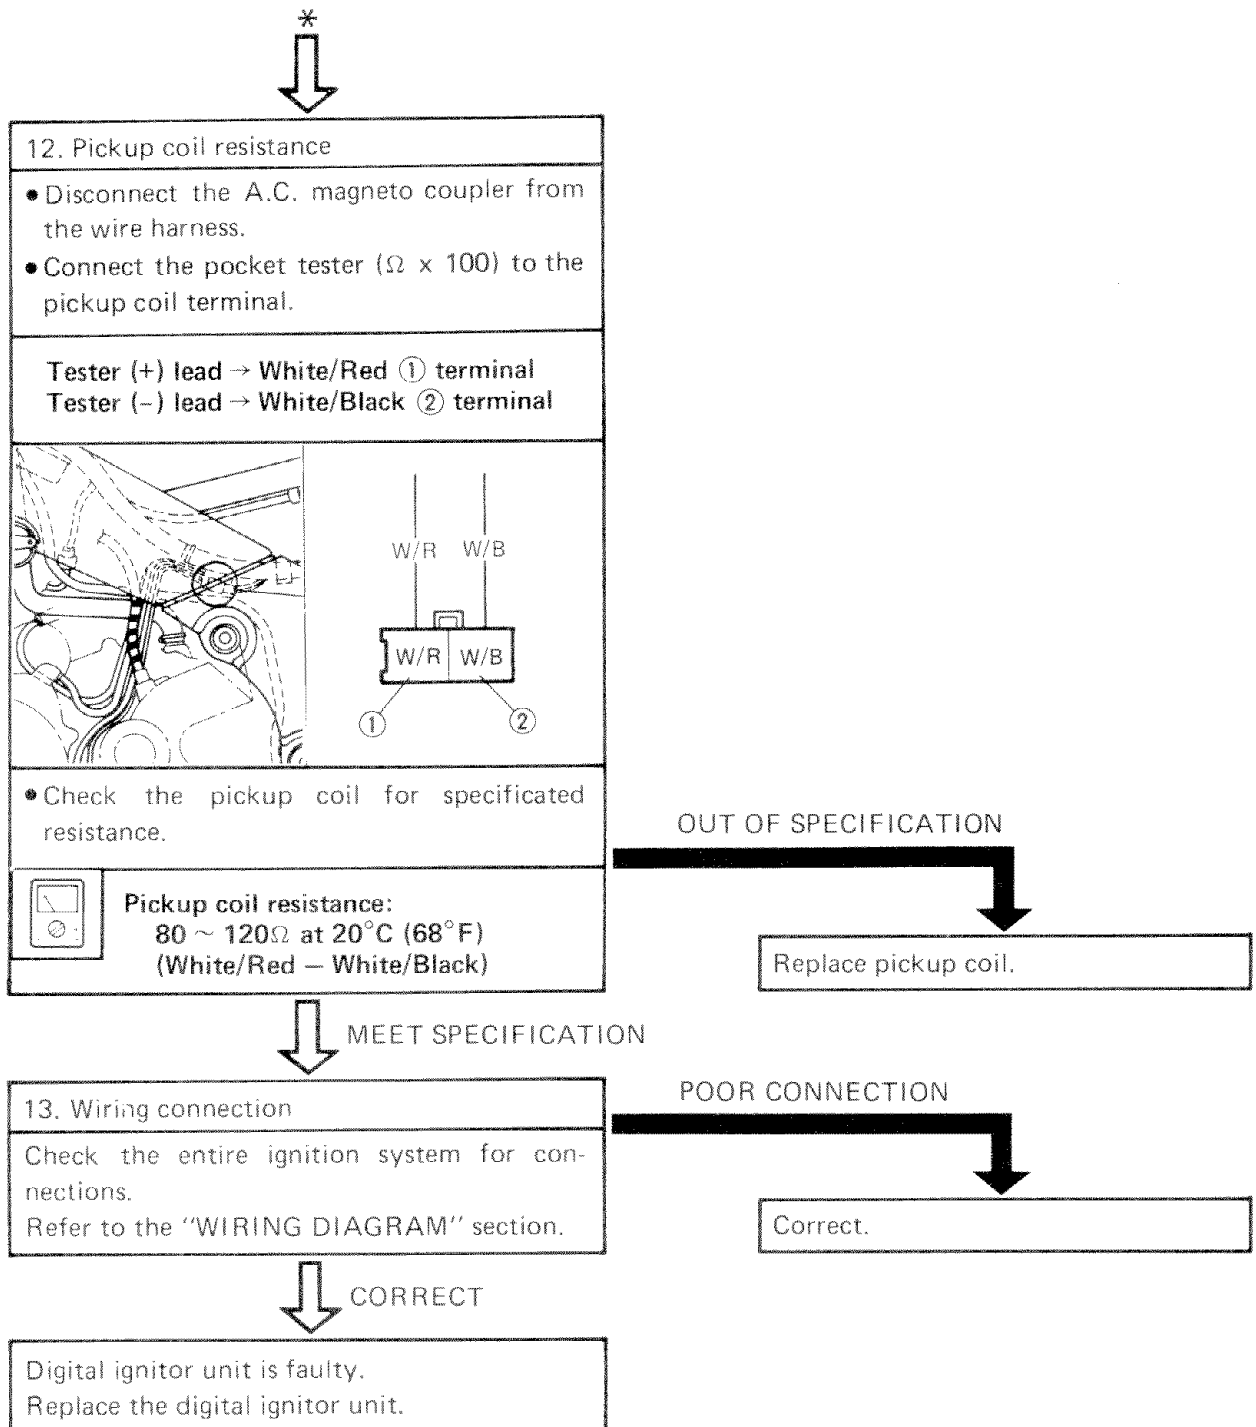 *
12. Pickup coil resistance
● Disconnect the A.C. magneto coupler from
the wire harness.
● Connect the pocket tester (Ω x 100) to the
pickup coil terminal.
Tester (+) lead → White/Red ① terminal
Tester (–) lead → White/Black ② terminal
W/R W/B
W/R W/B
① ②
● Check the pickup coil for specificated
resistance.
OUT OF SPECIFICATION
Pickup coil resistance:
80 ~ 120Ω at 20°C (68°F)
(White/Red — White/Black)
Replace pickup coil.
MEET SPECIFICATION
13. Wiring connection
POOR CONNECTION
Check the entire ignition system for con-
nections.
Refer to the "WIRING DIAGRAM" section.
Correct.
CORRECT
Digital ignitor unit is faulty.
Replace the digital ignitor unit.